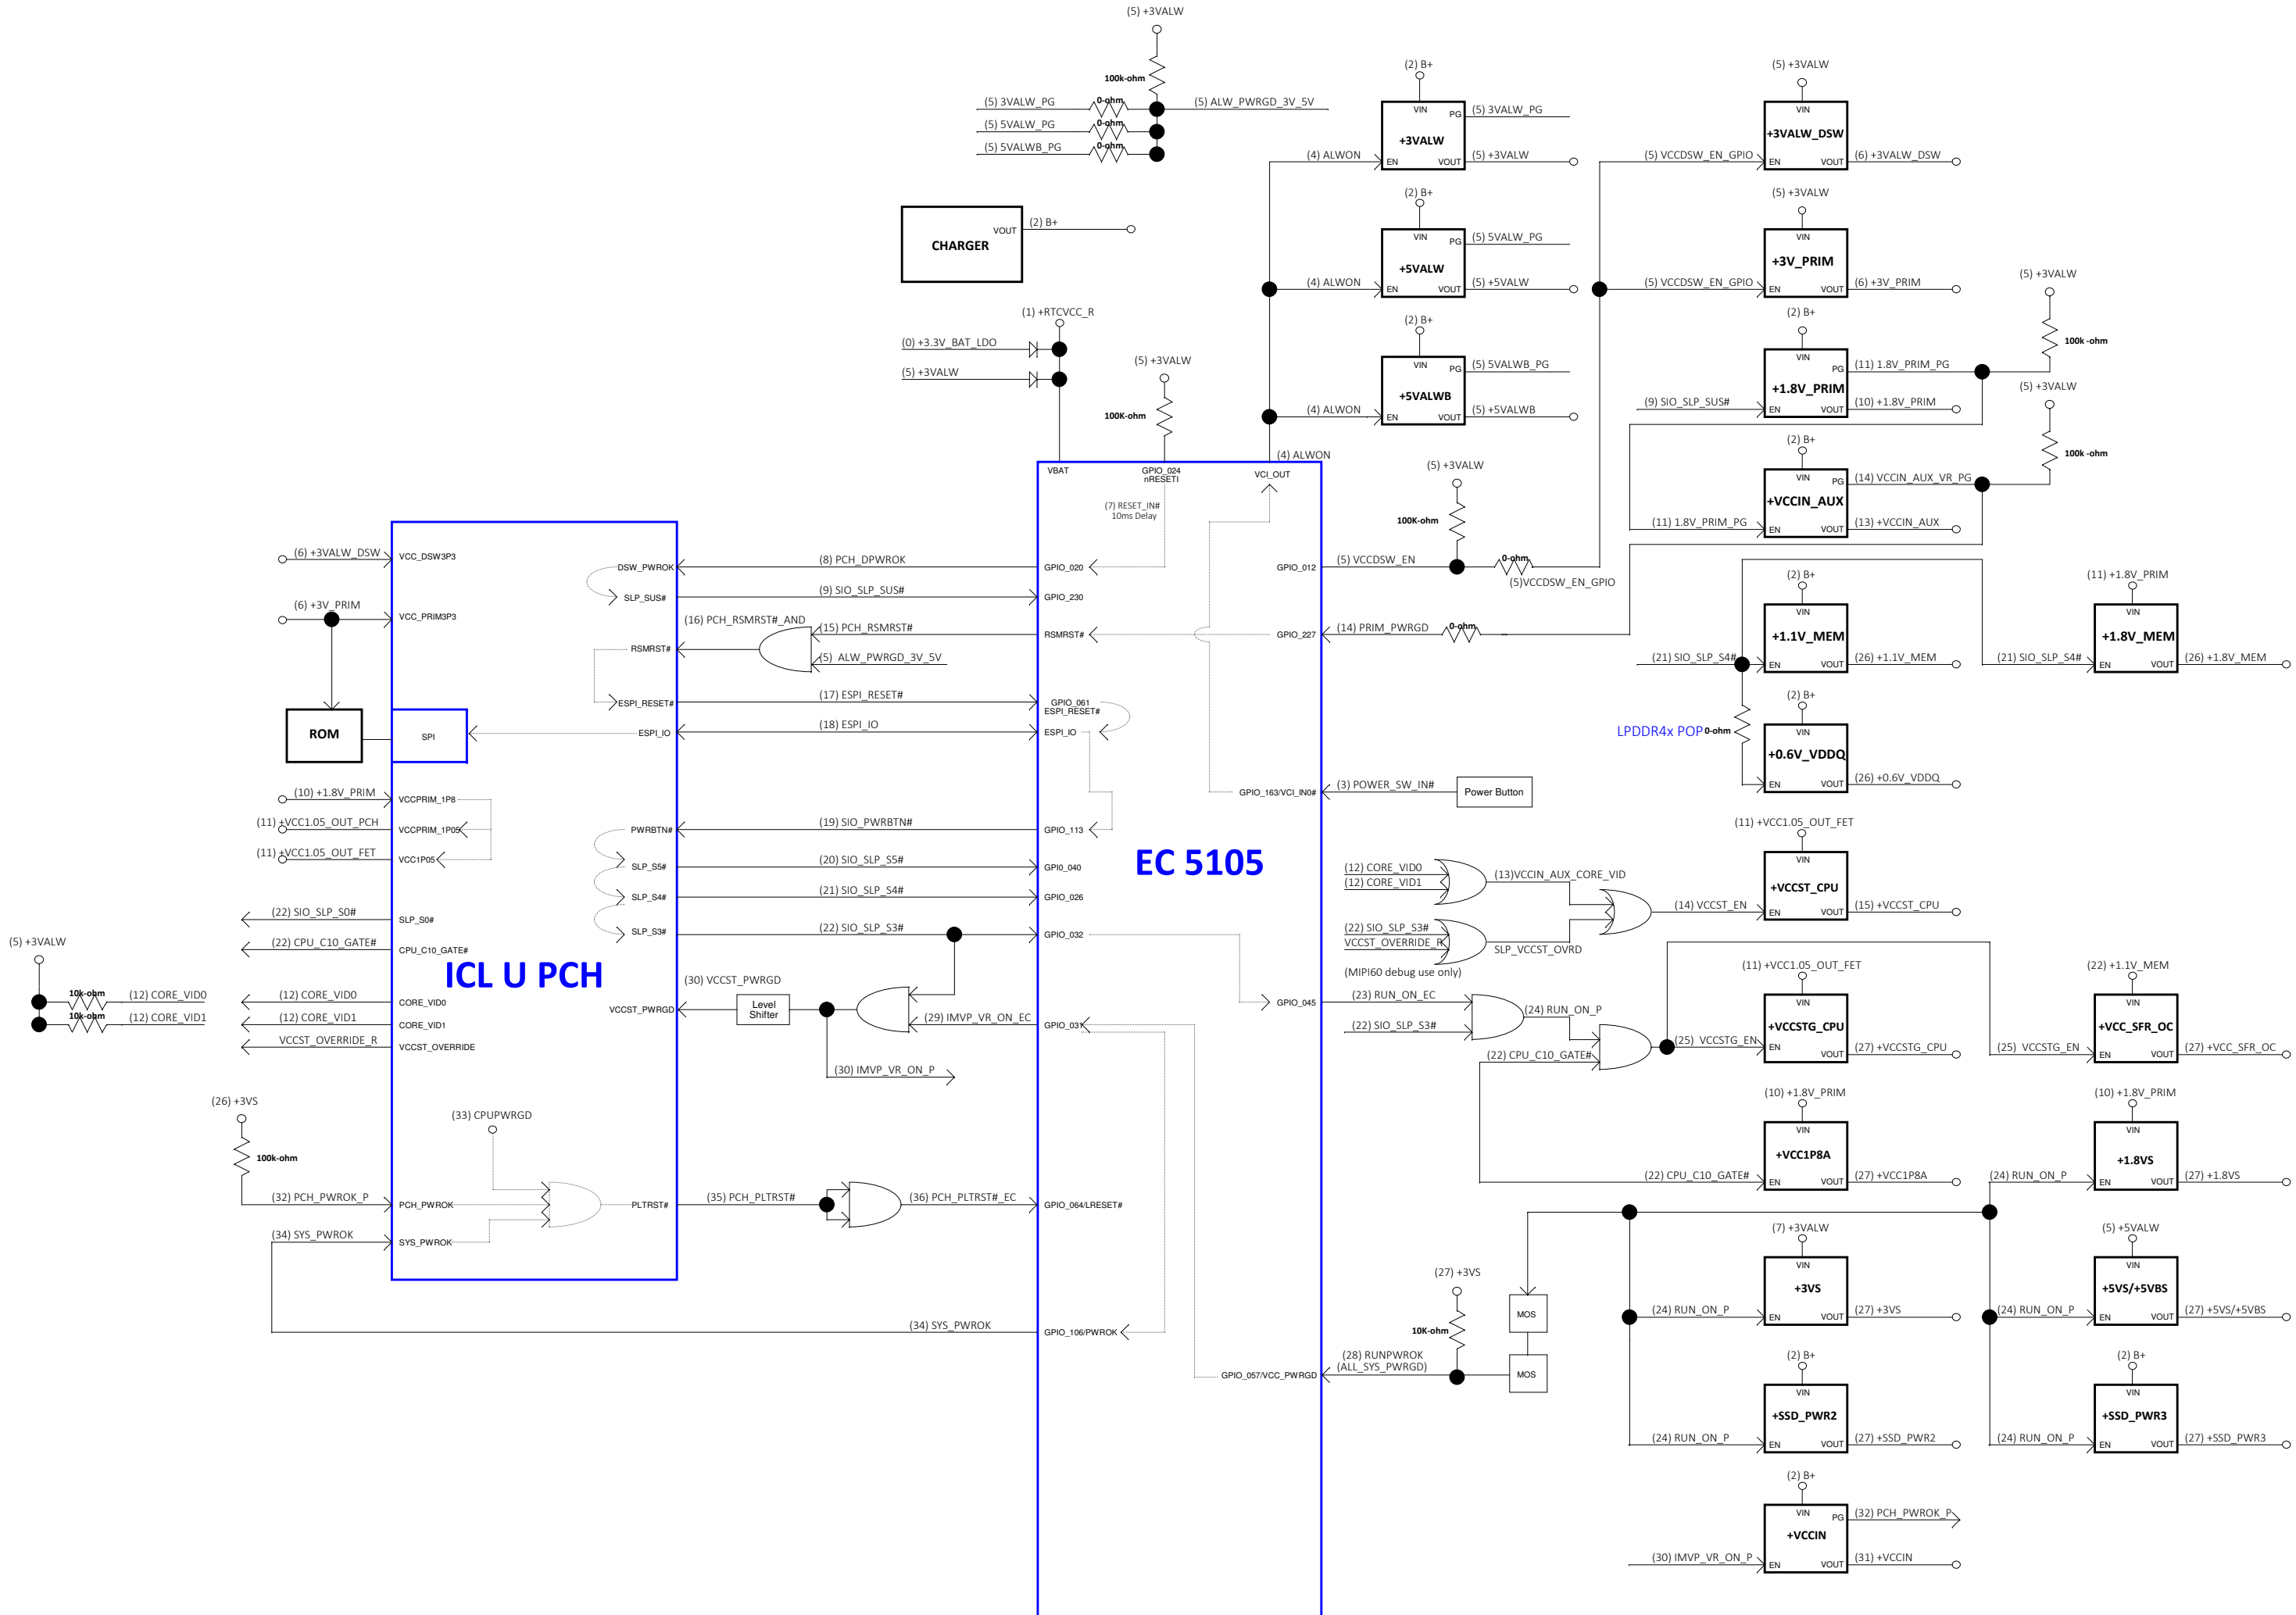 (5) +3VALW
100k-ohm
(5) 3VALW_PG
0-ohm
(5) ALW_PWRGD_3V_5V
(5) 5VALW_PG
0-ohm
(5) 5VALWB_PG
0-ohm
CHARGER
VOUT
(2) B+
(1) +RTCVCC_R
(0) +3.3V_BAT_LDO
(5) +3VALW
(5) +3VALW
100K-ohm
(2) B+
VIN
PG
(5) 3VALW_PG
+3VALW
(4) ALWON
EN
VOUT
(5) +3VALW
(2) B+
VIN
PG
(5) 5VALW_PG
+5VALW
(4) ALWON
EN
VOUT
(5) +5VALW
(2) B+
VIN
PG
(5) 5VALWB_PG
+5VALWB
(4) ALWON
EN
VOUT
(5) +5VALWB
(4) ALWON
(5) +3VALW
VIN
+3VALW_DSW
(5) VCCDSW_EN_GPIO
EN
VOUT
(6) +3VALW_DSW
(5) +3VALW
VIN
+3V_PRIM
(5) VCCDSW_EN_GPIO
EN
VOUT
(6) +3V_PRIM
(5) +3VALW
100k -ohm
(2) B+
VIN
PG
(11) 1.8V_PRIM_PG
+1.8V_PRIM
(9) SIO_SLP_SUS#
EN
VOUT
(10) +1.8V_PRIM
(5) +3VALW
100k -ohm
(2) B+
VIN
PG
(14) VCCIN_AUX_VR_PG
+VCCIN_AUX
(11) 1.8V_PRIM_PG
EN
VOUT
(13) +VCCIN_AUX
VBAT
GPIO_024
nRESETI
VCI_OUT
(7) RESET_IN#
10ms Delay
(5) +3VALW
100K-ohm
GPIO_012
(5) VCCDSW_EN
0-ohm
(5)VCCDSW_EN_GPIO
(6) +3VALW_DSW
VCC_DSW3P3
DSW_PWROK
(8) PCH_DPWROK
GPIO_020
SLP_SUS#
(9) SIO_SLP_SUS#
GPIO_230
(6) +3V_PRIM
VCC_PRIM3P3
(16) PCH_RSMRST#_AND
(15) PCH_RSMRST#
RSMRST#
GPIO_227
(14) PRIM_PWRGD
0-ohm
RSMRST#
(5) ALW_PWRGD_3V_5V
(2) B+
VIN
+1.1V_MEM
(21) SIO_SLP_S4#
EN
VOUT
(26) +1.1V_MEM
(11) +1.8V_PRIM
VIN
+1.8V_MEM
(21) SIO_SLP_S4#
EN
VOUT
(26) +1.8V_MEM
ESPI_RESET#
(17) ESPI_RESET#
GPIO_061
ESPI_RESET#
ESPI_IO
(18) ESPI_IO
ESPI_IO
ROM
SPI
LPDDR4x POP
0-ohm
(2) B+
VIN
+0.6V_VDDQ
EN
VOUT
(26) +0.6V_VDDQ
GPIO_163/VCI_IN0#
(3) POWER_SW_IN#
Power Button
(10) +1.8V_PRIM
VCCPRIM_1P8
(11) +VCC1.05_OUT_PCH
VCCPRIM_1P05
(11) +VCC1.05_OUT_FET
VCC1P05
PWRBTN#
(19) SIO_PWRBTN#
GPIO_113
SLP_S5#
(20) SIO_SLP_S5#
GPI0_040
EC 5105
SLP_S4#
(21) SIO_SLP_S4#
GPIO_026
SLP_S3#
(22) SIO_SLP_S3#
GPIO_032
(22) SIO_SLP_S0#
SLP_S0#
(22) CPU_C10_GATE#
CPU_C10_GATE#
ICL U PCH
(5) +3VALW
10k-ohm
(12) CORE_VID0
(12) CORE_VID0
CORE_VID0
10k-ohm
(12) CORE_VID1
(12) CORE_VID1
CORE_VID1
VCCST_OVERRIDE_R
VCCST_OVERRIDE
(30) VCCST_PWRGD
VCCST_PWRGD
Level
Shifter
(29) IMVP_VR_ON_EC
GPIO_031
(30) IMVP_VR_ON_P
(12) CORE_VID0
(12) CORE_VID1
(13)VCCIN_AUX_CORE_VID
(22) SIO_SLP_S3#
VCCST_OVERRIDE_R
SLP_VCCST_OVRD
(MIPI60 debug use only)
(11) +VCC1.05_OUT_FET
VIN
+VCCST_CPU
(14) VCCST_EN
EN
VOUT
(15) +VCCST_CPU
GPIO_045
(23) RUN_ON_EC
(22) SIO_SLP_S3#
(24) RUN_ON_P
(22) CPU_C10_GATE#
(11) +VCC1.05_OUT_FET
VIN
+VCCSTG_CPU
(25) VCCSTG_EN
EN
VOUT
(27) +VCCSTG_CPU
(22) +1.1V_MEM
VIN
+VCC_SFR_OC
(25) VCCSTG_EN
EN
VOUT
(27) +VCC_SFR_OC
(10) +1.8V_PRIM
VIN
+VCC1P8A
(22) CPU_C10_GATE#
EN
VOUT
(27) +VCC1P8A
(10) +1.8V_PRIM
VIN
+1.8VS
(24) RUN_ON_P
EN
VOUT
(27) +1.8VS
(26) +3VS
100k-ohm
(33) CPUPWRGD
(32) PCH_PWROK_P
PCH_PWROK
PLTRST#
(35) PCH_PLTRST#
(36) PCH_PLTRST#_EC
GPIO_064/LRESET#
(34) SYS_PWROK
SYS_PWROK
(34) SYS_PWROK
GPIO_106/PWROK
(27) +3VS
10K-ohm
MOS
MOS
(28) RUNPWROK
(ALL_SYS_PWRGD)
GPIO_057/VCC_PWRGD
(7) +3VALW
VIN
+3VS
(24) RUN_ON_P
EN
VOUT
(27) +3VS
(5) +5VALW
VIN
+5VS/+5VBS
(24) RUN_ON_P
EN
VOUT
(27) +5VS/+5VBS
(2) B+
VIN
+SSD_PWR2
(24) RUN_ON_P
EN
VOUT
(27) +SSD_PWR2
(2) B+
VIN
+SSD_PWR3
(24) RUN_ON_P
EN
VOUT
(27) +SSD_PWR3
(2) B+
VIN
PG
(32) PCH_PWROK_P
+VCCIN
(30) IMVP_VR_ON_P
EN
VOUT
(31) +VCCIN